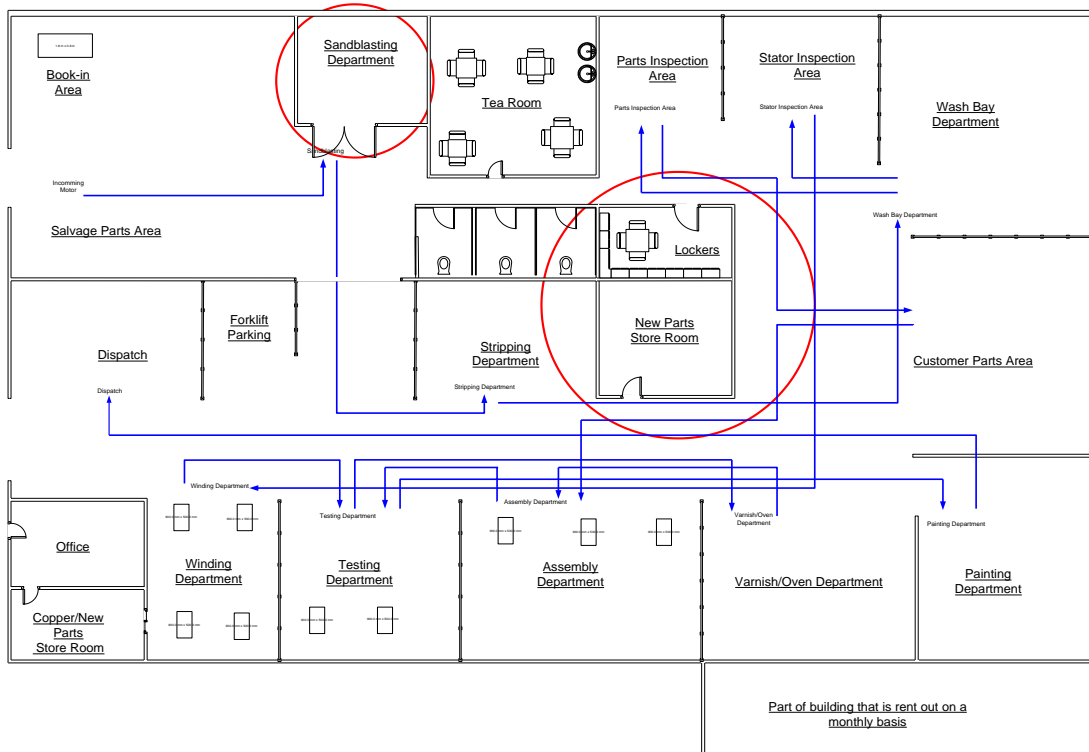 Sandblasting
Department
Book-in
Area
Tea Room
Parts Inspection
Area
Stator Inspection
Area
Wash Bay
Department
Parts Inspection Area
Stator Inspection Area
Sandblasting
Incomming
Motor
Salvage Parts Area
Wash Bay Department
Lockers
Forklift
Parking
Dispatch
Stripping
Department
New Parts
Store Room
Customer Parts Area
Dispatch
Stripping Department
Winding Department
Testing Department
Assembly Department
Varnish/Oven
Department
Painting Department
Office
Winding
Department
Testing
Department
Assembly
Department
Varnish/Oven Department
Painting
Department
Copper/New
Parts
Store Room
Part of building that is rent out on a
monthly basis